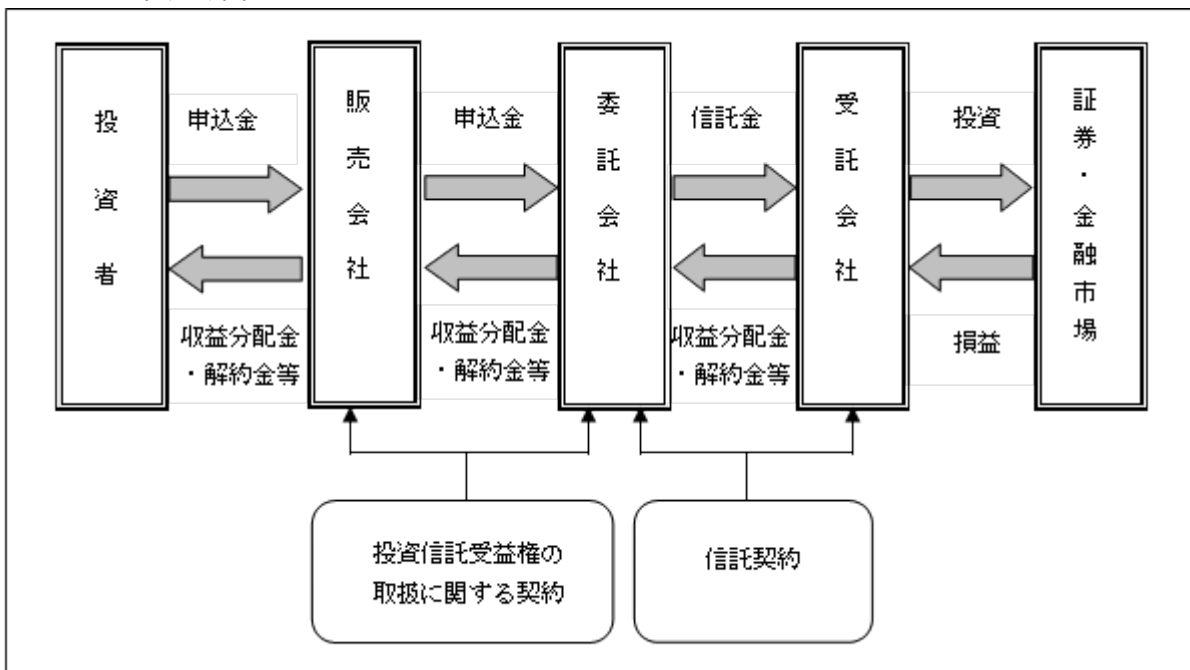 投資者
申込金
収益分配金
・解約金等
販売会社
申込金
収益分配金
・解約金等
委託会社
信託金
収益分配金
・解約金等
受託会社
投資
損益
証券・金融市場
投資信託受益権の
取扱に関する契約
信託契約